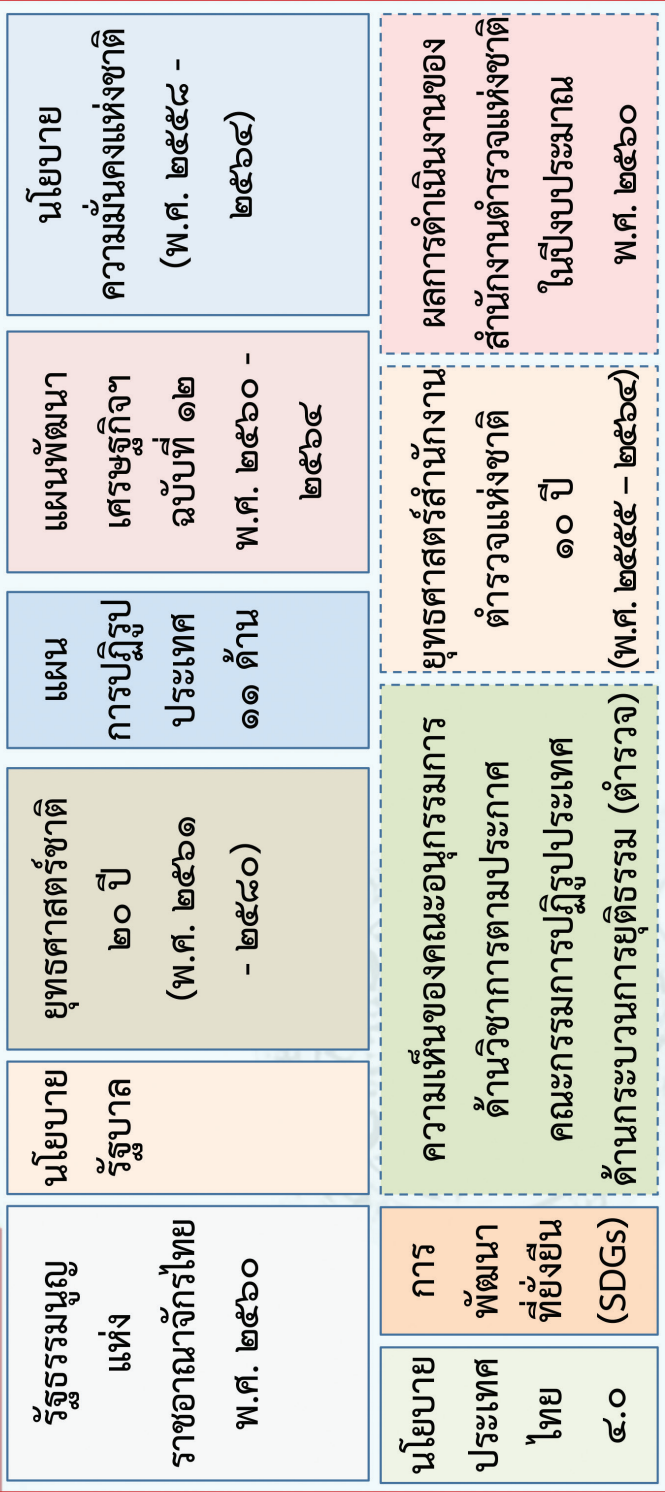 รัฐธรรมนูญ
แห่ง
ราชอาณาจักรไทย
พ.ศ. ๒๕๖๐
นโยบาย
รัฐบาล
ยุทธศาสตร์ชาติ
๒๐ ปี
(พ.ศ. ๒๕๖๑
- ๒๕๘๐)
แผน
การปฏิรูป
ประเทศ
๑๑ ด้าน
แผนพัฒนา
เศรษฐกิจฯ
ฉบับที่ ๑๒
พ.ศ. ๒๕๖๐ -
๒๕๖๔
นโยบาย
ความมั่นคงแห่งชาติ
(พ.ศ. ๒๕๕๘ -
๒๕๖๔)
นโยบาย
ประเทศ
ไทย
๔.๐
การ
พัฒนา
ที่ยั่งยืน
(SDGs)
ความเห็นของคณะอนุกรรมการ
ด้านวิชาการตามประกาศ
คณะกรรมการปฏิรูปประเทศ
ด้านกระบวนการยุติธรรม (ตำรวจ)
ยุทธศาสตร์สำนักงาน
ตำรวจแห่งชาติ
๑๐ ปี
(พ.ศ. ๒๕๕๕ – ๒๕๖๔)
ผลการดำเนินงานของ
สำนักงานตำรวจแห่งชาติ
ในปีงบประมาณ
พ.ศ. ๒๕๖๐